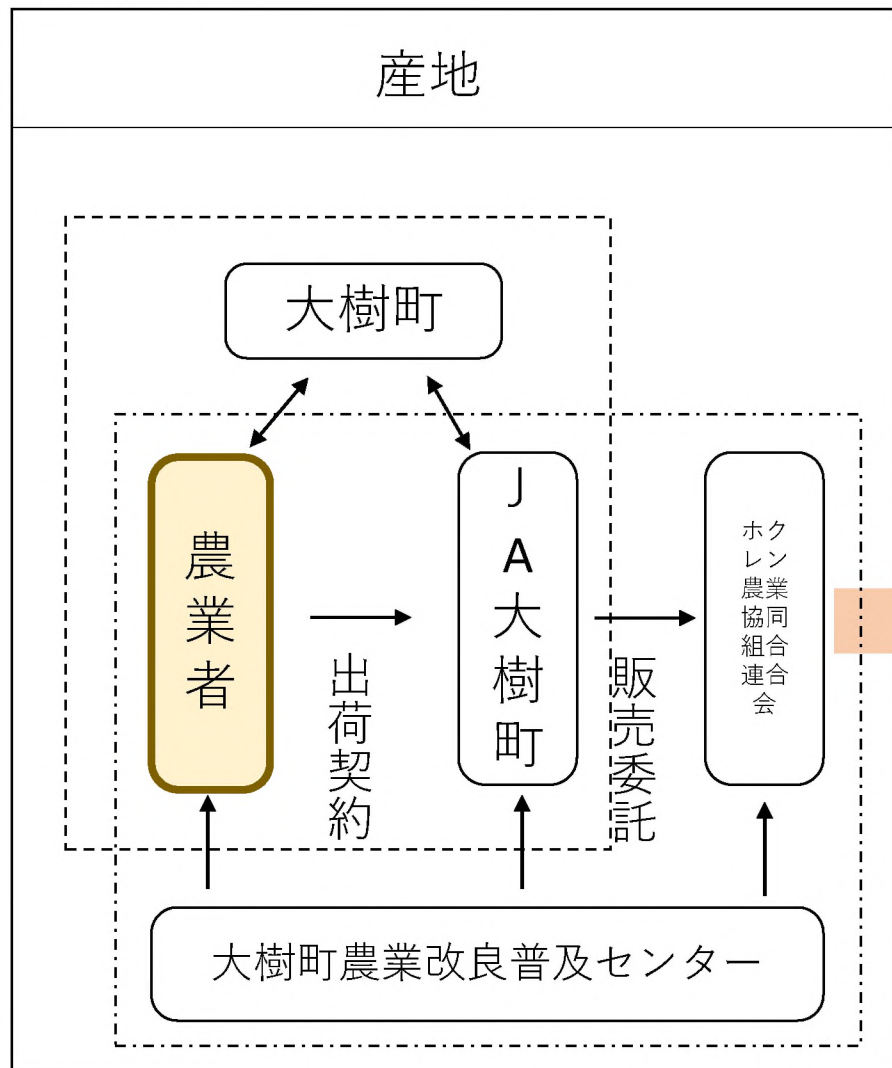 産地
大樹町
農業者
出荷契約
JA大樹町
販売委託
ホク
レン
農業
協同
組合
連合
会
大樹町農業改良普及センター